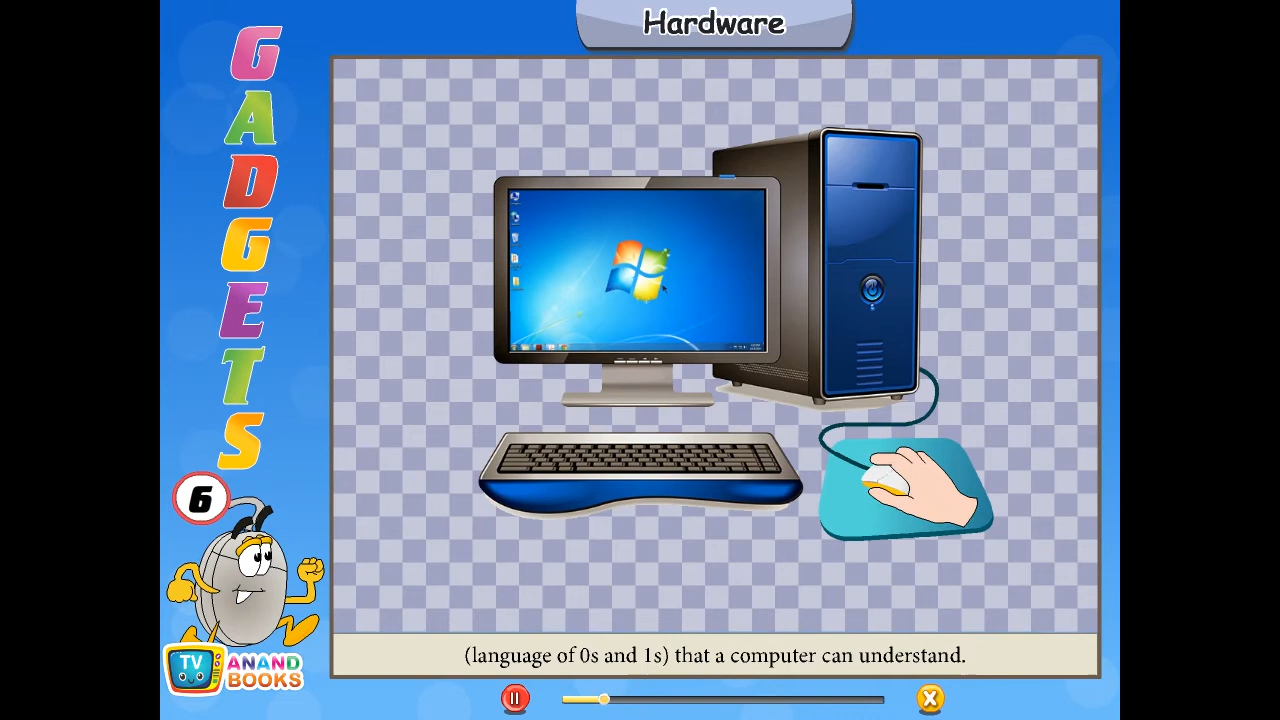 Hardware
GADGETS
6
(language of 0s and 1s) that a computer can understand.
TV
ANAND
BOOKS